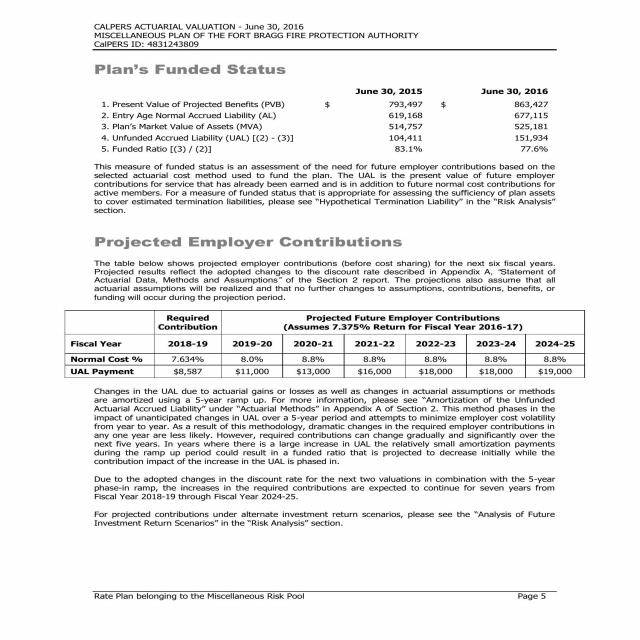 CALPERS ACTUARIAL VALUATION - June 30, 2016
MISCELLANEOUS PLAN OF THE FORT BRAGG FIRE PROTECTION AUTHORITY
CalPERS ID: 4831243809
Plan's Funded Status
June 30, 2015 June 30, 2016
1. Present Value of Projected Benefits (PVB) $ 793,497 $ 863,427
2. Entry Age Normal Accrued Liability (AL) 619,168 677,115
3. Plan's Market Value of Assets (MVA) 514,757 525,181
4. Unfunded Accrued Liability (UAL) [(2) - (3)] 104,411 151,934
5. Funded Ratio [(3) / (2)] 83.1% 77.6%
This measure of funded status is an assessment of the need for future employer contributions based on the
selected actuarial cost method used to fund the plan. The UAL is the present value of future employer
contributions for service that has already been earned and is in addition to future normal cost contributions for
active members. For a measure of funded status that is appropriate for assessing the sufficiency of plan assets
to cover estimated termination liabilities, please see "Hypothetical Termination Liability" in the "Risk Analysis"
section.
Projected Employer Contributions
The table below shows projected employer contributions (before cost sharing) for the next six fiscal years.
Projected results reflect the adopted changes to the discount rate described in Appendix A, "Statement of
Actuarial Data, Methods and Assumptions" of the Section 2 report. The projections also assume that all
actuarial assumptions will be realized and that no further changes to assumptions, contributions, benefits, or
funding will occur during the projection period.
Required Contribution
Projected Future Employer Contributions
(Assumes 7.375% Return for Fiscal Year 2016-17)
Fiscal Year 2018-19 2019-20 2020-21 2021-22 2022-23 2023-24 2024-25
Normal Cost % 7.634% 8.0% 8.8% 8.8% 8.8% 8.8% 8.8%
UAL Payment $8,587 $11,000 $13,000 $16,000 $18,000 $18,000 $19,000
Changes in the UAL due to actuarial gains or losses as well as changes in actuarial assumptions or methods
are amortized using a 5-year ramp up. For more information, please see "Amortization of the Unfunded
Actuarial Accrued Liability" under "Actuarial Methods" in Appendix A of Section 2. This method phases in the
impact of unanticipated changes in UAL over a 5-year period and attempts to minimize employer cost volatility
from year to year. As a result of this methodology, dramatic changes in the required employer contributions in
any one year are less likely. However, required contributions can change gradually and significantly over the
next five years. In years where there is a large increase in UAL the relatively small amortization payments
during the ramp up period could result in a funded ratio that is projected to decrease initially while the
contribution impact of the increase in the UAL is phased in.
Due to the adopted changes in the discount rate for the next two valuations in combination with the 5-year
phase-in ramp, the increases in the required contributions are expected to continue for seven years from
Fiscal Year 2018-19 through Fiscal Year 2024-25.
For projected contributions under alternate investment return scenarios, please see the "Analysis of Future
Investment Return Scenarios" in the "Risk Analysis" section.
Rate Plan belonging to the Miscellaneous Risk Pool Page 5